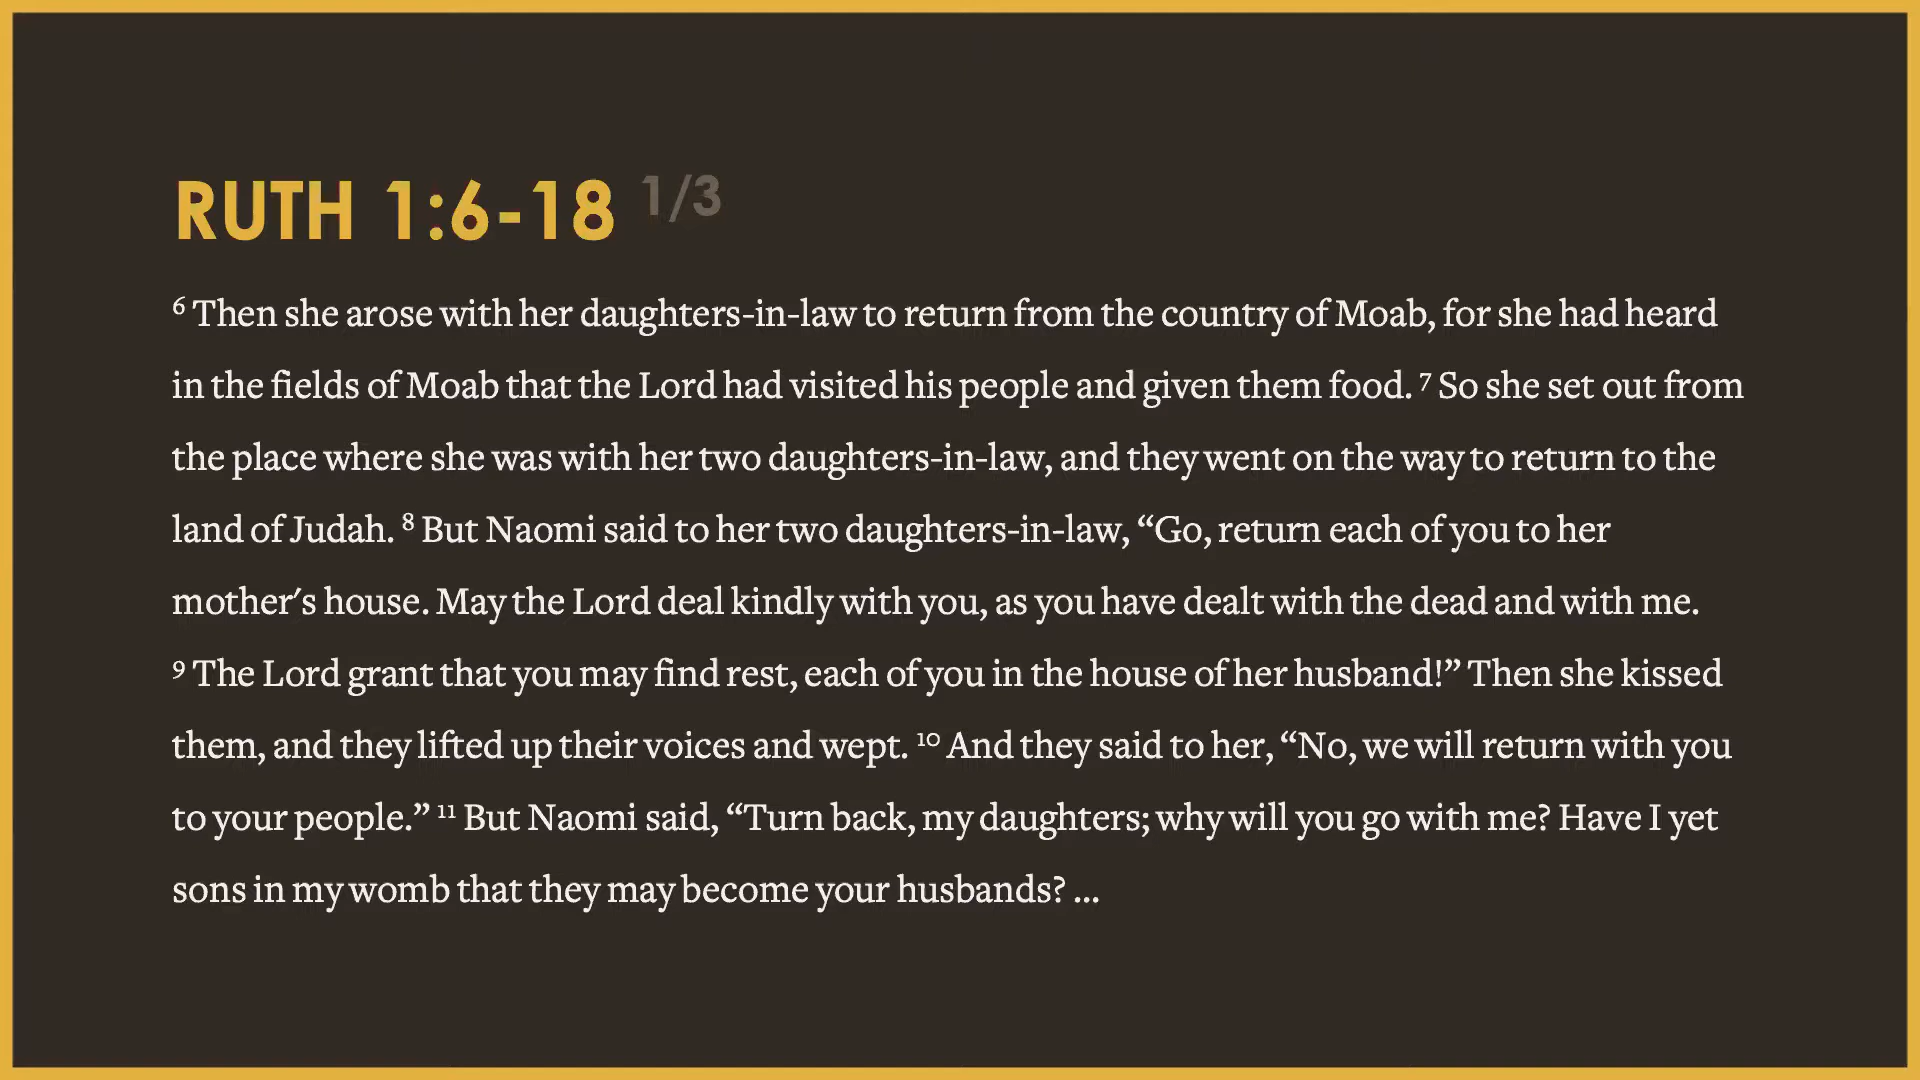 RUTH 1:6-18 1/3
6 Then she arose with her daughters-in-law to return from the country of Moab, for she had heard
in the fields of Moab that the Lord had visited his people and given them food. 7 So she set out from
the place where she was with her two daughters-in-law, and they went on the way to return to the
land of Judah. 8 But Naomi said to her two daughters-in-law, “Go, return each of you to her
mother's house. May the Lord deal kindly with you, as you have dealt with the dead and with me.
9 The Lord grant that you may find rest, each of you in the house of her husband!” Then she kissed
them, and they lifted up their voices and wept. 10 And they said to her, “No, we will return with you
to your people.” 11 But Naomi said, “Turn back, my daughters; why will you go with me? Have I yet
sons in my womb that they may become your husbands? ...